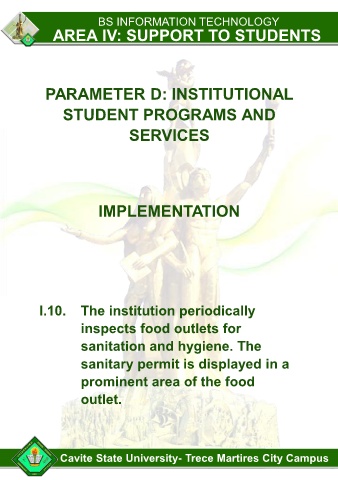 BS INFORMATION TECHNOLOGY
AREA IV: SUPPORT TO STUDENTS
PARAMETER D: INSTITUTIONAL
STUDENT PROGRAMS AND
SERVICES
IMPLEMENTATION
I.10. The institution periodically
inspects food outlets for
sanitation and hygiene. The
sanitary permit is displayed in a
prominent area of the food
outlet.
Cavite State University- Trece Martires City Campus